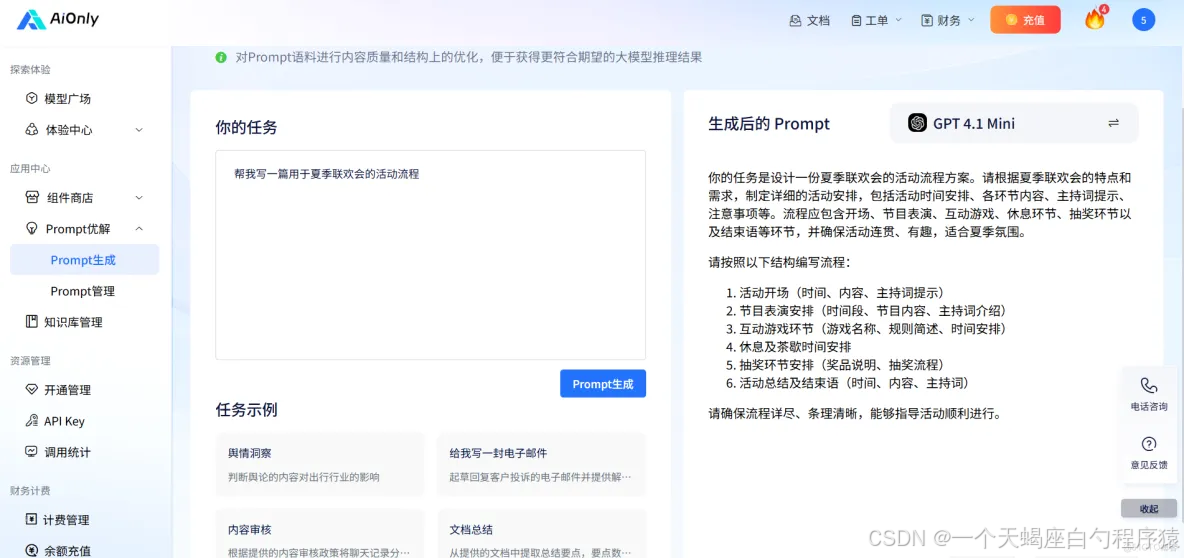 AiOnly
文档
工单
财务
充值
4
5
探索体验
模型广场
体验中心
应用中心
组件商店
Prompt优解
Prompt生成
Prompt管理
知识库管理
资源管理
开通管理
API Key
调用统计
财务计费
计费管理
余额充值
对Prompt语料进行内容质量和结构上的优化，便于获得更符合期望的大模型推理结果
你的任务
帮我写一篇用于夏季联欢会的活动流程
Prompt生成
任务示例
舆情洞察
判断舆论的内容对出行行业的影响
给我写一封电子邮件
起草回复客户投诉的电子邮件并提供解…
内容审核
根据提供的内容审核政策将聊天记录分…
文档总结
从提供的文档中提取总结要点，要点数…
生成后的 Prompt
GPT 4.1 Mini
你的任务是设计一份夏季联欢会的活动流程方案。请根据夏季联欢会的特点和
需求，制定详细的活动安排，包括活动时间安排、各环节内容、主持词提示、
注意事项等。流程应包含开场、节目表演、互动游戏、休息环节、抽奖环节以
及结束语等环节，并确保活动连贯、有趣，适合夏季氛围。
请按照以下结构编写流程：
1. 活动开场（时间、内容、主持词提示）
2. 节目表演安排（时间段、节目内容、主持词介绍）
3. 互动游戏环节（游戏名称、规则简述、时间安排）
4. 休息及茶歇时间安排
5. 抽奖环节安排（奖品说明、抽奖流程）
6. 活动总结及结束语（时间、内容、主持词）
请确保流程详尽、条理清晰，能够指导活动顺利进行。
电话咨询
意见反馈
收起
CSDN @一个天蝎座白勺程序猿